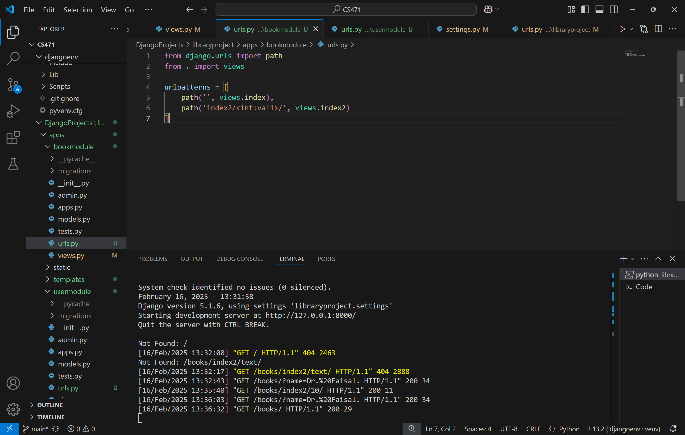 File Edit Selection View Go ...
CS471
EXPLORER ...
views.py M
urls.py ...\bookmodule U
urls.py ...\usermodule U
settings.py M
urls.py ...\libraryproject M
DjangoProjects > libraryproject > apps > bookmodule > urls.py > ...
CS471
djangoenv
Include
Lib
Scripts
.gitignore
pyvenv.cfg
DjangoProjects \ l...
apps
bookmodule
__pycache__
migrations
__init__.py
admin.py
apps.py
models.py
tests.py
urls.py U
views.py M
static
templates
usermodule
__pycache__
migrations
__init__.py
admin.py
apps.py
models.py
tests.py
urls.py U
OUTLINE
TIMELINE
1 from django.urls import path
2 from . import views
3
4 urlpatterns = [
5 path('', views.index),
6 path('index2/<int:val1>/', views.index2)
7 ]
PROBLEMS OUTPUT DEBUG CONSOLE TERMINAL PORTS
python libra...
Code
System check identified no issues (0 silenced).
February 16, 2025 - 13:31:58
Django version 5.1.6, using settings 'libraryproject.settings'
Starting development server at http://127.0.0.1:8000/
Quit the server with CTRL-BREAK.
Not Found: /
[16/Feb/2025 13:32:00] "GET / HTTP/1.1" 404 2463
Not Found: /books/index2/text/
[16/Feb/2025 13:32:17] "GET /books/index2/text/ HTTP/1.1" 404 2888
[16/Feb/2025 13:32:43] "GET /books/?name=Dr.%20Faisal. HTTP/1.1" 200 34
[16/Feb/2025 13:35:40] "GET /books/index2/10/ HTTP/1.1" 200 11
[16/Feb/2025 13:36:03] "GET /books/?name=Dr.%20Faisal. HTTP/1.1" 200 34
[16/Feb/2025 13:36:32] "GET /books/ HTTP/1.1" 200 29
main* 0 0 Ln 7, Col 2 Spaces: 4 UTF-8 CRLF Python 3.13.2 (djangoenv: venv)